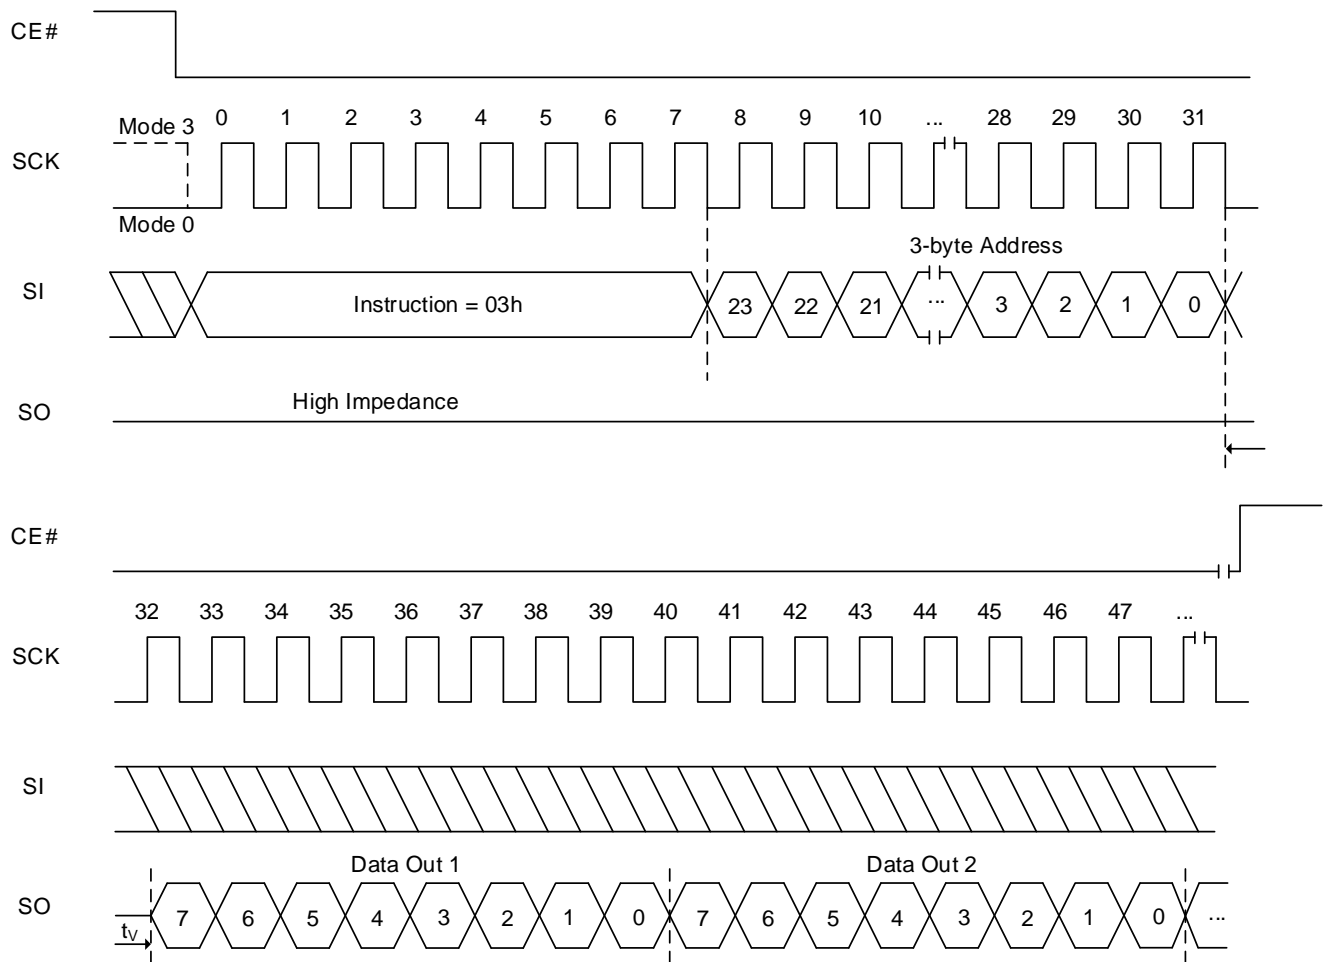 CE#
Mode 3 0 1 2 3 4 5 6 7 8 9 10 ... 28 29 30 31
SCK
Mode 0
3-byte Address
SI Instruction = 03h 23 22 21 ... 3 2 1 0
SO High Impedance
CE#
32 33 34 35 36 37 38 39 40 41 42 43 44 45 46 47 ...
SCK
SI
Data Out 1 Data Out 2
SO 7 6 5 4 3 2 1 0 7 6 5 4 3 2 1 0 ...
tV